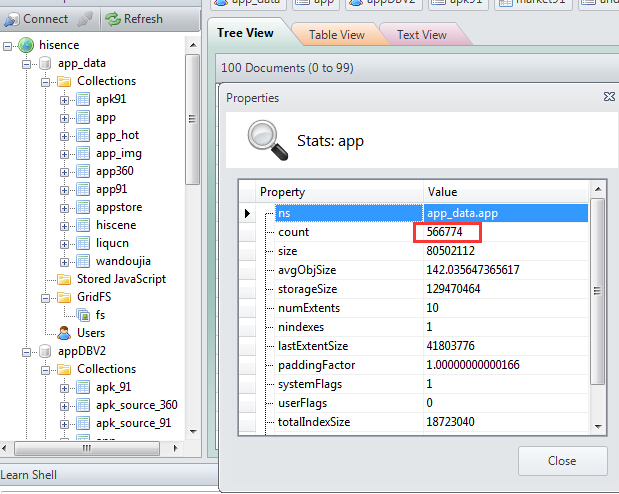 Connect
Refresh
hisence
app_data
Collections
apk91
app
app_hot
app_img
app360
app91
appstore
hiscene
liqucn
wandoujia
Stored JavaScript
GridFS
fs
Users
appDBV2
Collections
apk_91
apk_source_360
apk_source_91
Learn Shell
app_data
app
appDBV2
apk91
market91
Tree View
Table View
Text View
100 Documents (0 to 99)
Properties
Stats: app
Property Value
ns app_data.app
count 566774
size 80502112
avgObjSize 142.035647365617
storageSize 129470464
numExtents 10
nindexes 1
lastExtentSize 41803776
paddingFactor 1.00000000000166
systemFlags 1
userFlags 0
totalIndexSize 18723040
Close